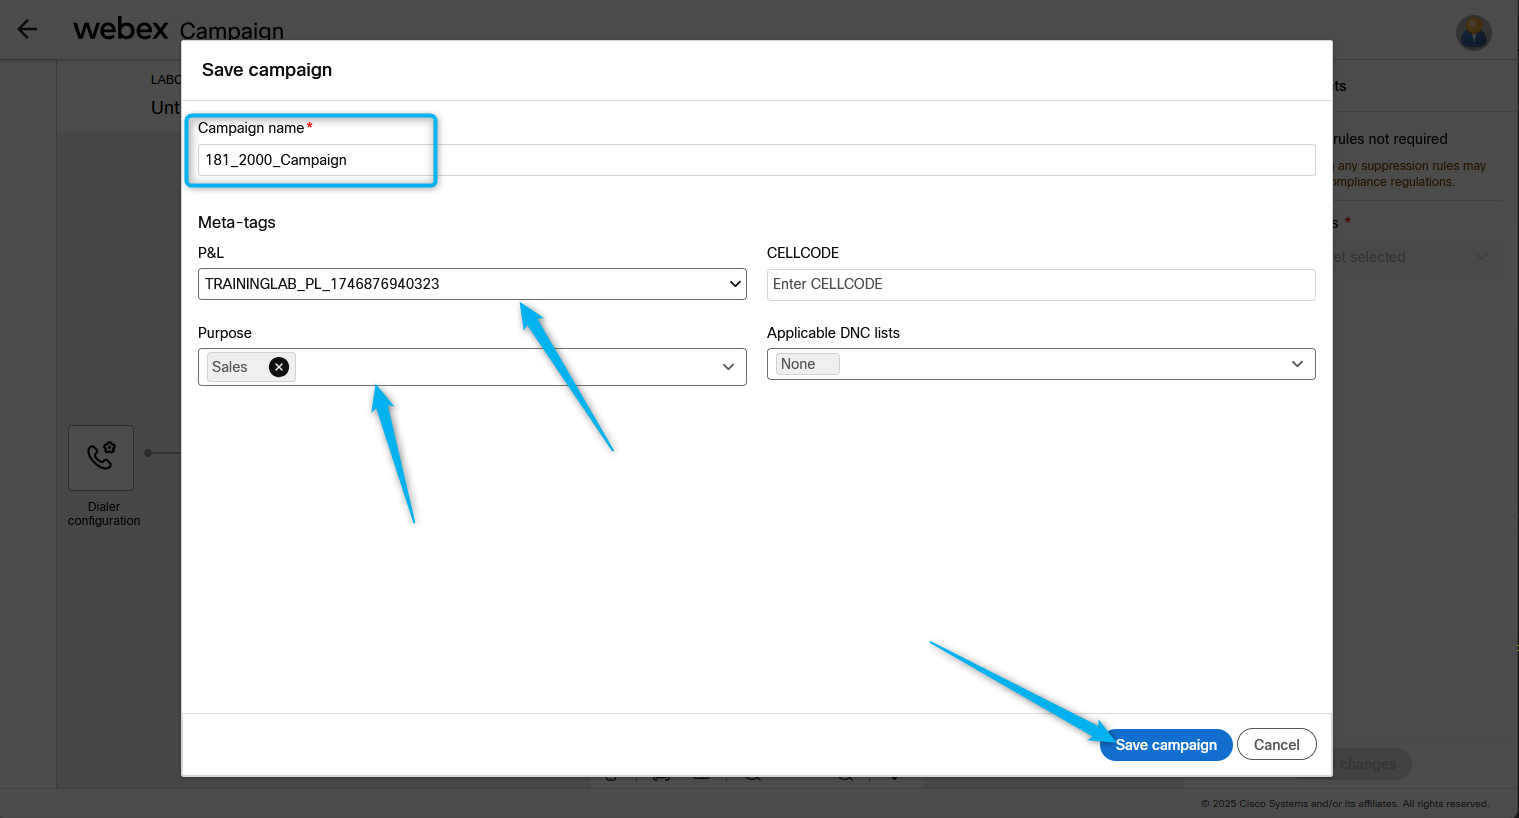 webex Campaign
Save campaign
LABC
Unt
ts
Campaign name *
181_2000_Campaign
rules not required
any suppression rules may
ompliance regulations.
Meta-tags
s *
P&L
CELLCODE
et selected
TRAININGLAB_PL_1746876940323
Enter CELLCODE
Purpose
Applicable DNC lists
Sales
None
Dialer
configuration
Save campaign
Cancel
changes
© 2025 Cisco Systems and/or its affiliates. All rights reserved.